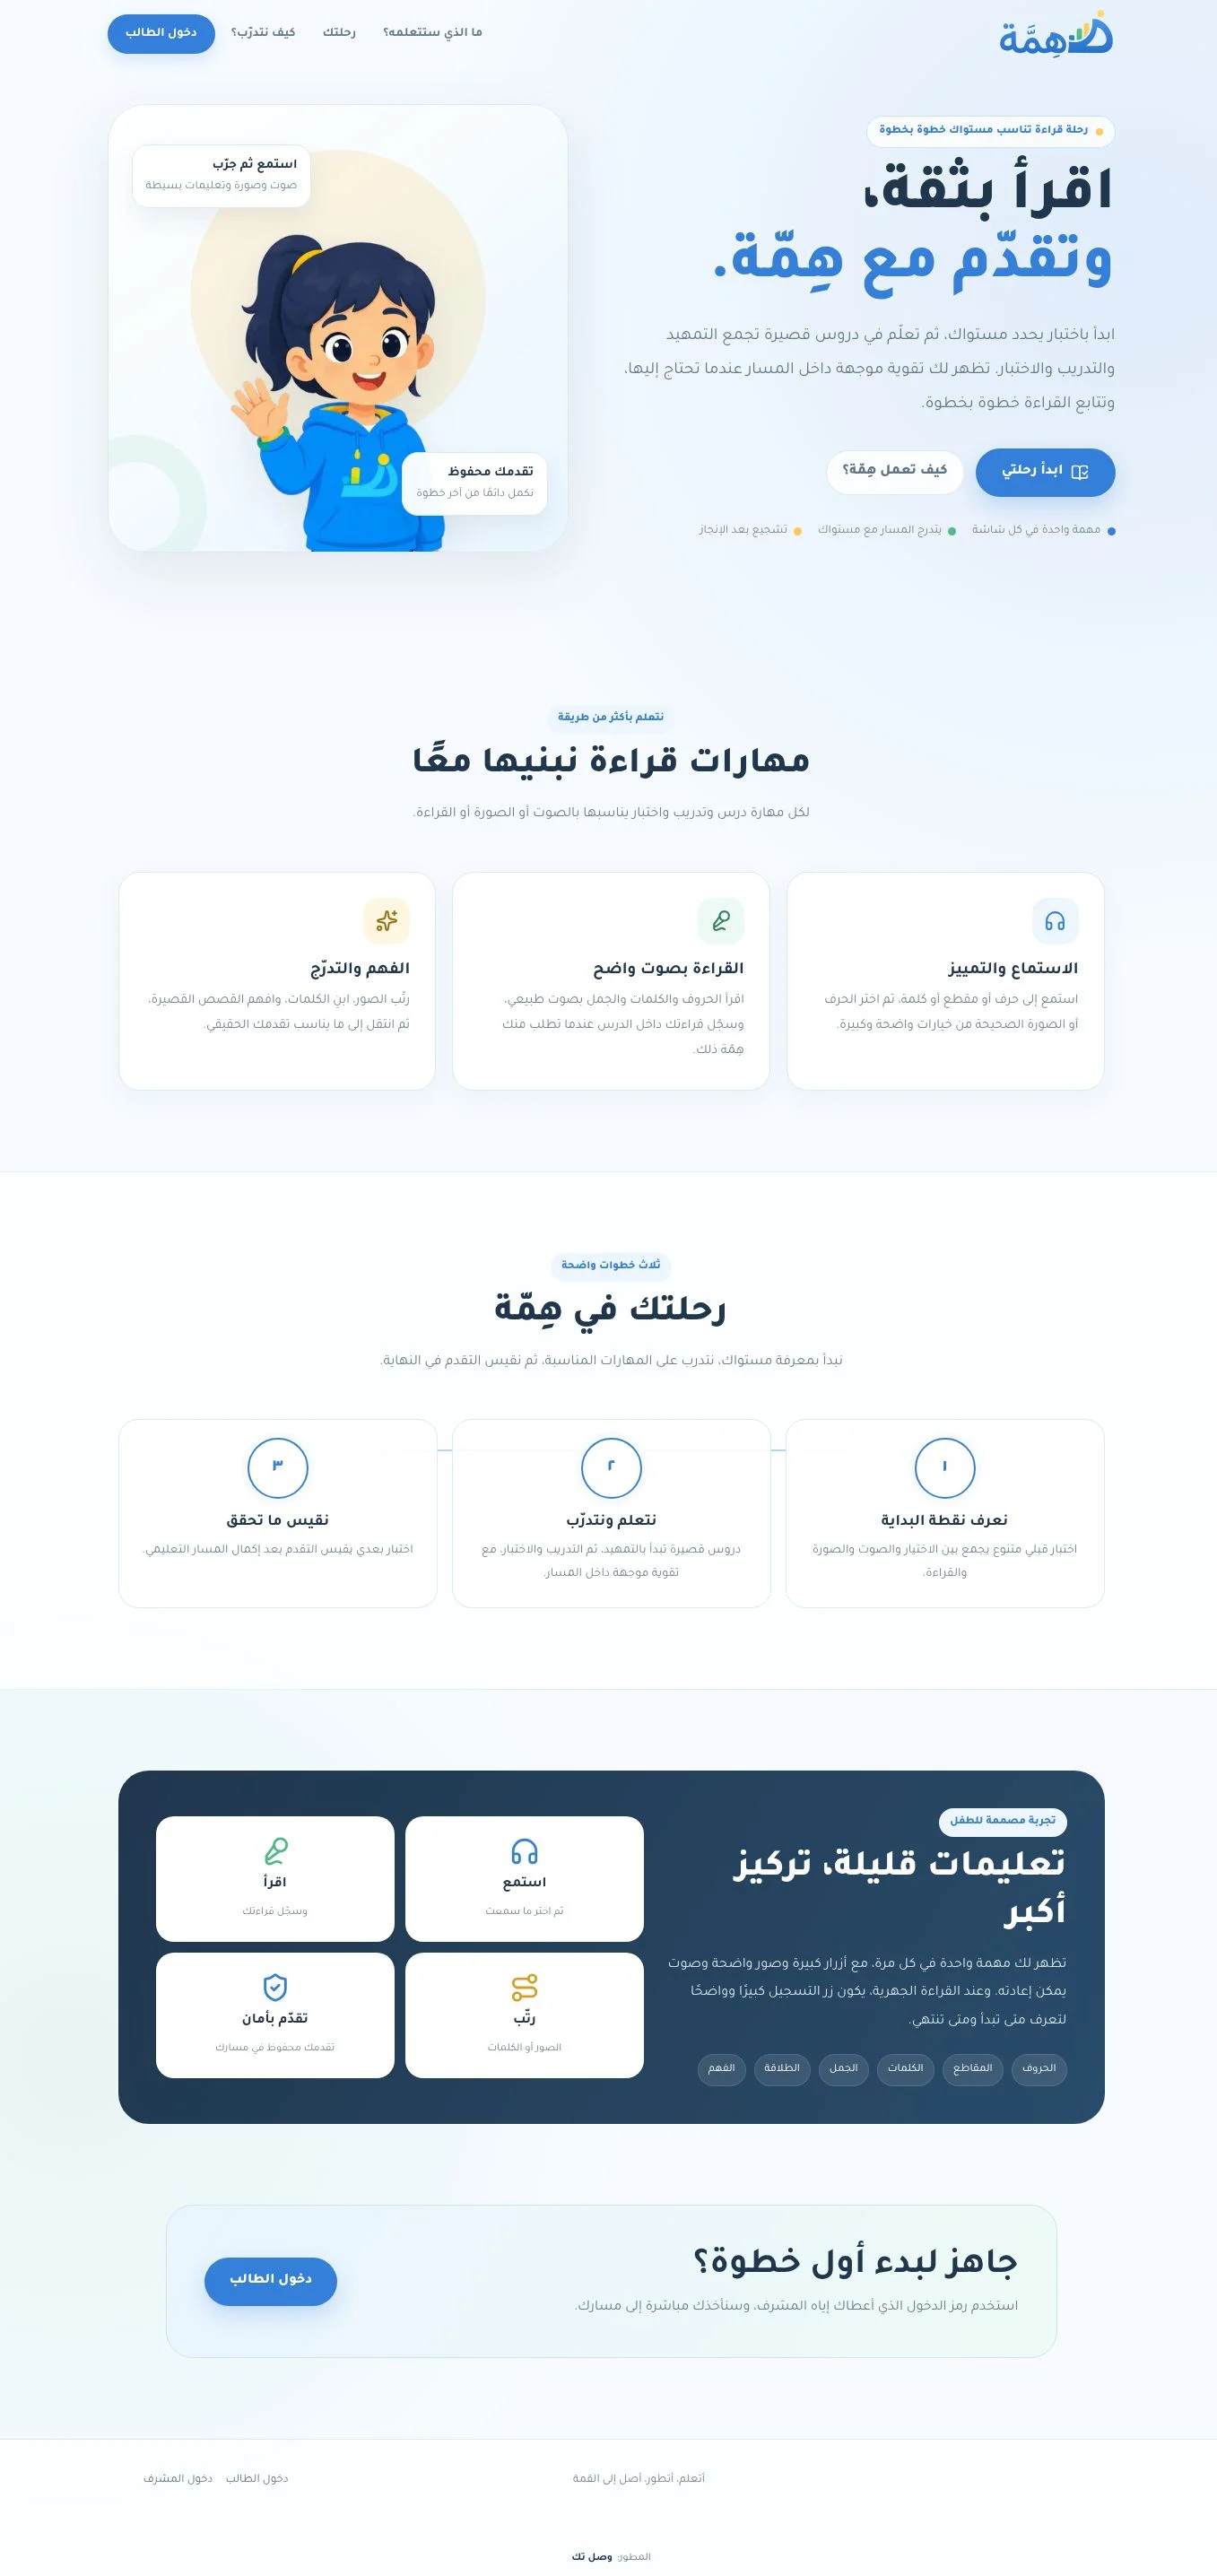 هِمَّة
ما الذي ستتعلمه؟
رحلتك
كيف نتدرّب؟
دخول الطالب
رحلة قراءة تناسب مستواك خطوة بخطوة
اقرأ بثقة،
وتقدّم مع هِمّة.
ابدأ باختبار يحدد مستواك، ثم تعلّم في دروس قصيرة تجمع التمهيد
والتدريب والاختبار. تظهر لك تقوية موجهة داخل المسار عندما تحتاج إليها،
وتتابع القراءة خطوة بخطوة.
ابدأ رحلتي
كيف تعمل هِمّة؟
مهمة واحدة في كل شاشة
يتدرج المسار مع مستواك
تشجيع بعد الإنجاز
استمع ثم جرّب
صوت وصورة وتعليمات بسيطة
تقدمك محفوظ
نكمل دائمًا من آخر خطوة
نتعلم بأكثر من طريقة
مهارات قراءة نبنيها معًا
لكل مهارة درس وتدريب واختبار يناسبها بالصوت أو الصورة أو القراءة.
الاستماع والتمييز
استمع إلى حرف أو مقطع أو كلمة، ثم اختر الحرف
أو الصورة الصحيحة من خيارات واضحة وكبيرة.
القراءة بصوت واضح
اقرأ الحروف والكلمات والجمل بصوت طبيعي،
وسجّل قراءتك داخل الدرس عندما تطلب منك
هِمّة ذلك.
الفهم والتدرّج
رتّب الصور، ابنِ الكلمات، وافهم القصص القصيرة،
ثم انتقل إلى ما يناسب تقدمك الحقيقي.
ثلاث خطوات واضحة
رحلتك في هِمّة
نبدأ بمعرفة مستواك، نتدرب على المهارات المناسبة، ثم نقيس التقدم في النهاية.
١
نعرف نقطة البداية
اختبار قبلي متنوع يجمع بين الاختيار والصوت والصورة
والقراءة.
٢
نتعلم ونتدرّب
دروس قصيرة تبدأ بالتمهيد، ثم التدريب والاختبار، مع
تقوية موجهة داخل المسار.
٣
نقيس ما تحقق
اختبار بعدي يقيس التقدم بعد إكمال المسار التعليمي.
تجربة مصممة للطفل
تعليمات قليلة، تركيز
أكبر
تظهر لك مهمة واحدة في كل مرة، مع أزرار كبيرة وصور واضحة وصوت
يمكن إعادته. وعند القراءة الجهرية، يكون زر التسجيل كبيرًا وواضحًا
لتعرف متى تبدأ ومتى تنتهي.
الحروف
المقاطع
الكلمات
الجمل
الطلاقة
الفهم
استمع
ثم اختر ما سمعت
اقرأ
وسجّل قراءتك
رتّب
الصور أو الكلمات
تقدّم بأمان
تقدمك محفوظ في مسارك
جاهز لبدء أول خطوة؟
استخدم رمز الدخول الذي أعطاك إياه المشرف، وسنأخذك مباشرة إلى مسارك.
دخول الطالب
أتعلم، أتطور، أصل إلى القمة
دخول الطالب
دخول المشرف
المطور: وصل تك